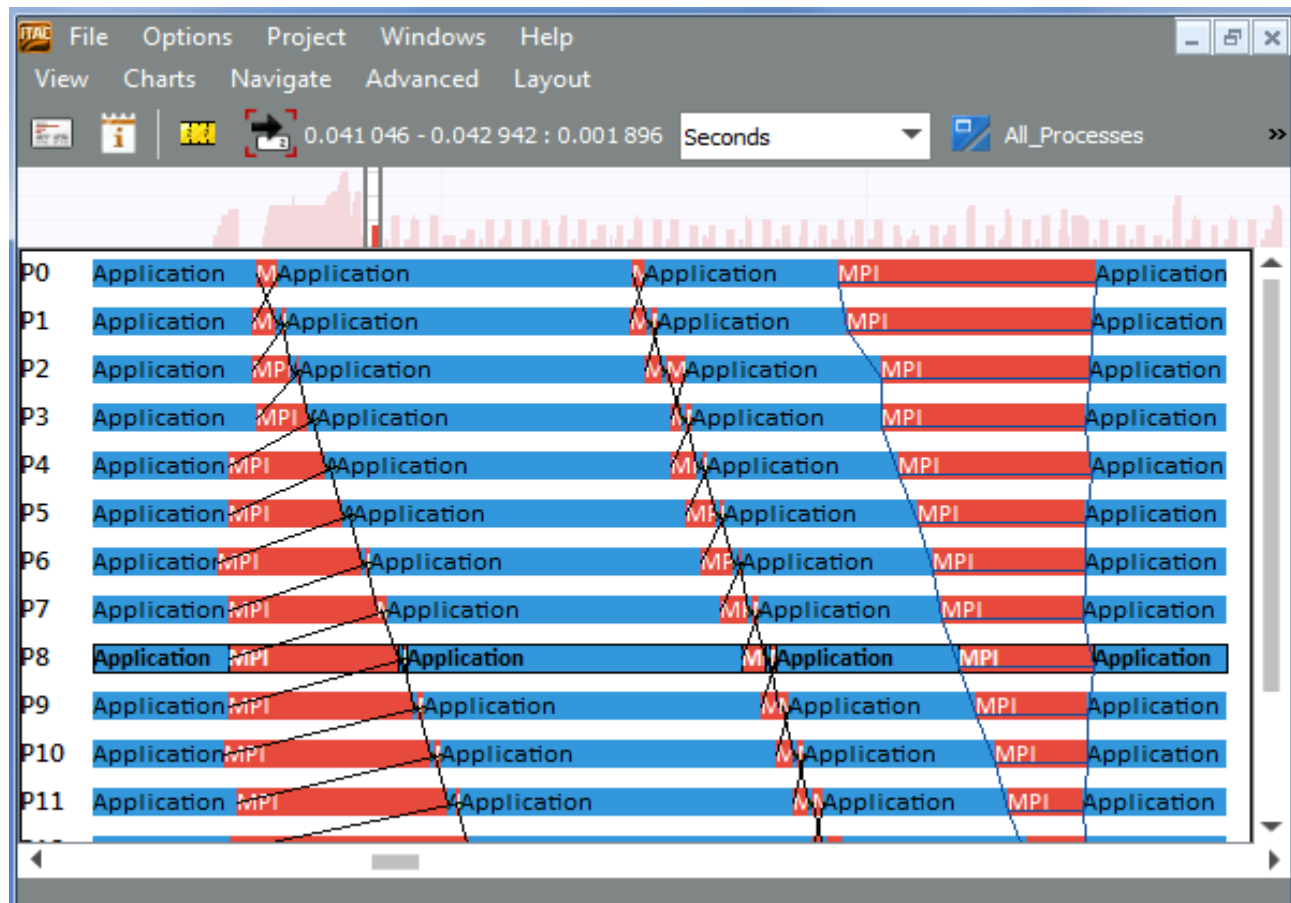 ITAC File Options Project Windows Help
View Charts Navigate Advanced Layout
0.041 046 - 0.042 942 : 0.001 896 Seconds All_Processes »
P0 Application M Application Application MPI Application
P1 Application M Application M Application MPI Application
P2 Application MP Application M M Application MPI Application
P3 Application MPI Application Application MPI Application
P4 Application MPI Application M Application MPI Application
P5 Application MPI Application MP Application MPI Application
P6 Application MPI Application MP Application MPI Application
P7 Application MPI Application MP Application MPI Application
P8 Application MPI Application M Application MPI Application
P9 Application MPI Application M Application MPI Application
P10 Application MPI Application M Application MPI Application
P11 Application MPI Application M Application MPI Application